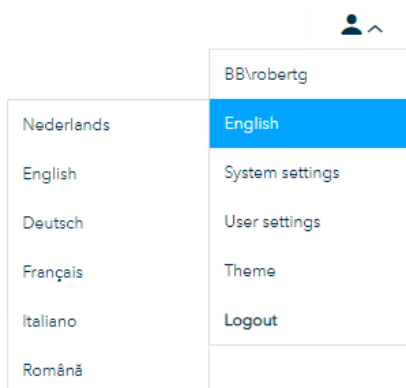 BB\robertg
English
System settings
User settings
Theme
Logout
Nederlands
English
Deutsch
Français
Italiano
Română